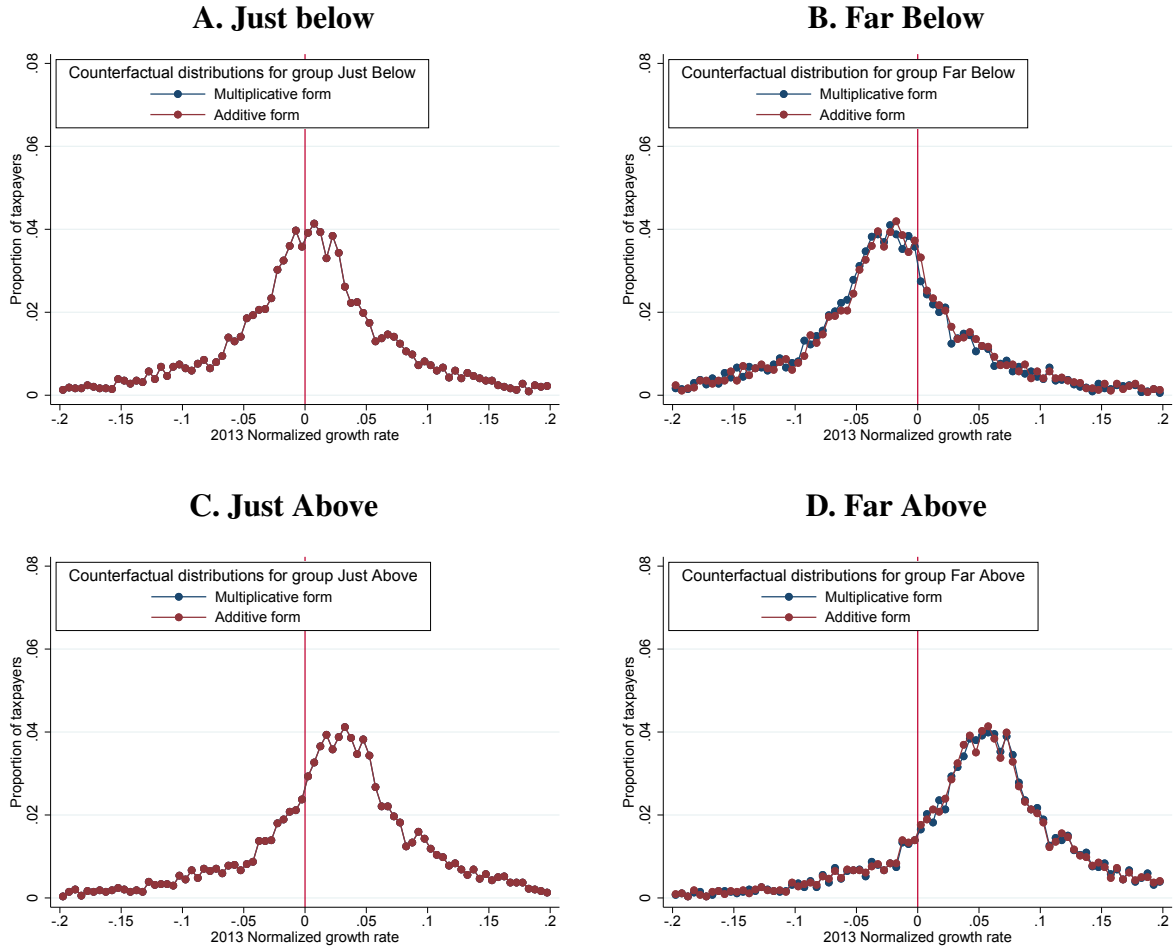 A. Just below
Counterfactual distributions for group Just Below
Multiplicative form
Additive form
Proportion of taxpayers
.08
.06
.04
.02
0
-.2 -.15 -.1 -.05 0 .05 .1 .15 .2
2013 Normalized growth rate
B. Far Below
Counterfactual distribution for group Far Below
Multiplicative form
Additive form
Proportion of taxpayers
.08
.06
.04
.02
0
-.2 -.15 -.1 -.05 0 .05 .1 .15 .2
2013 Normalized growth rate
C. Just Above
Counterfactual distributions for group Just Above
Multiplicative form
Additive form
Proportion of taxpayers
.08
.06
.04
.02
0
-.2 -.15 -.1 -.05 0 .05 .1 .15 .2
2013 Normalized growth rate
D. Far Above
Counterfactual distributions for group Far Above
Multiplicative form
Additive form
Proportion of taxpayers
.08
.06
.04
.02
0
-.2 -.15 -.1 -.05 0 .05 .1 .15 .2
2013 Normalized growth rate